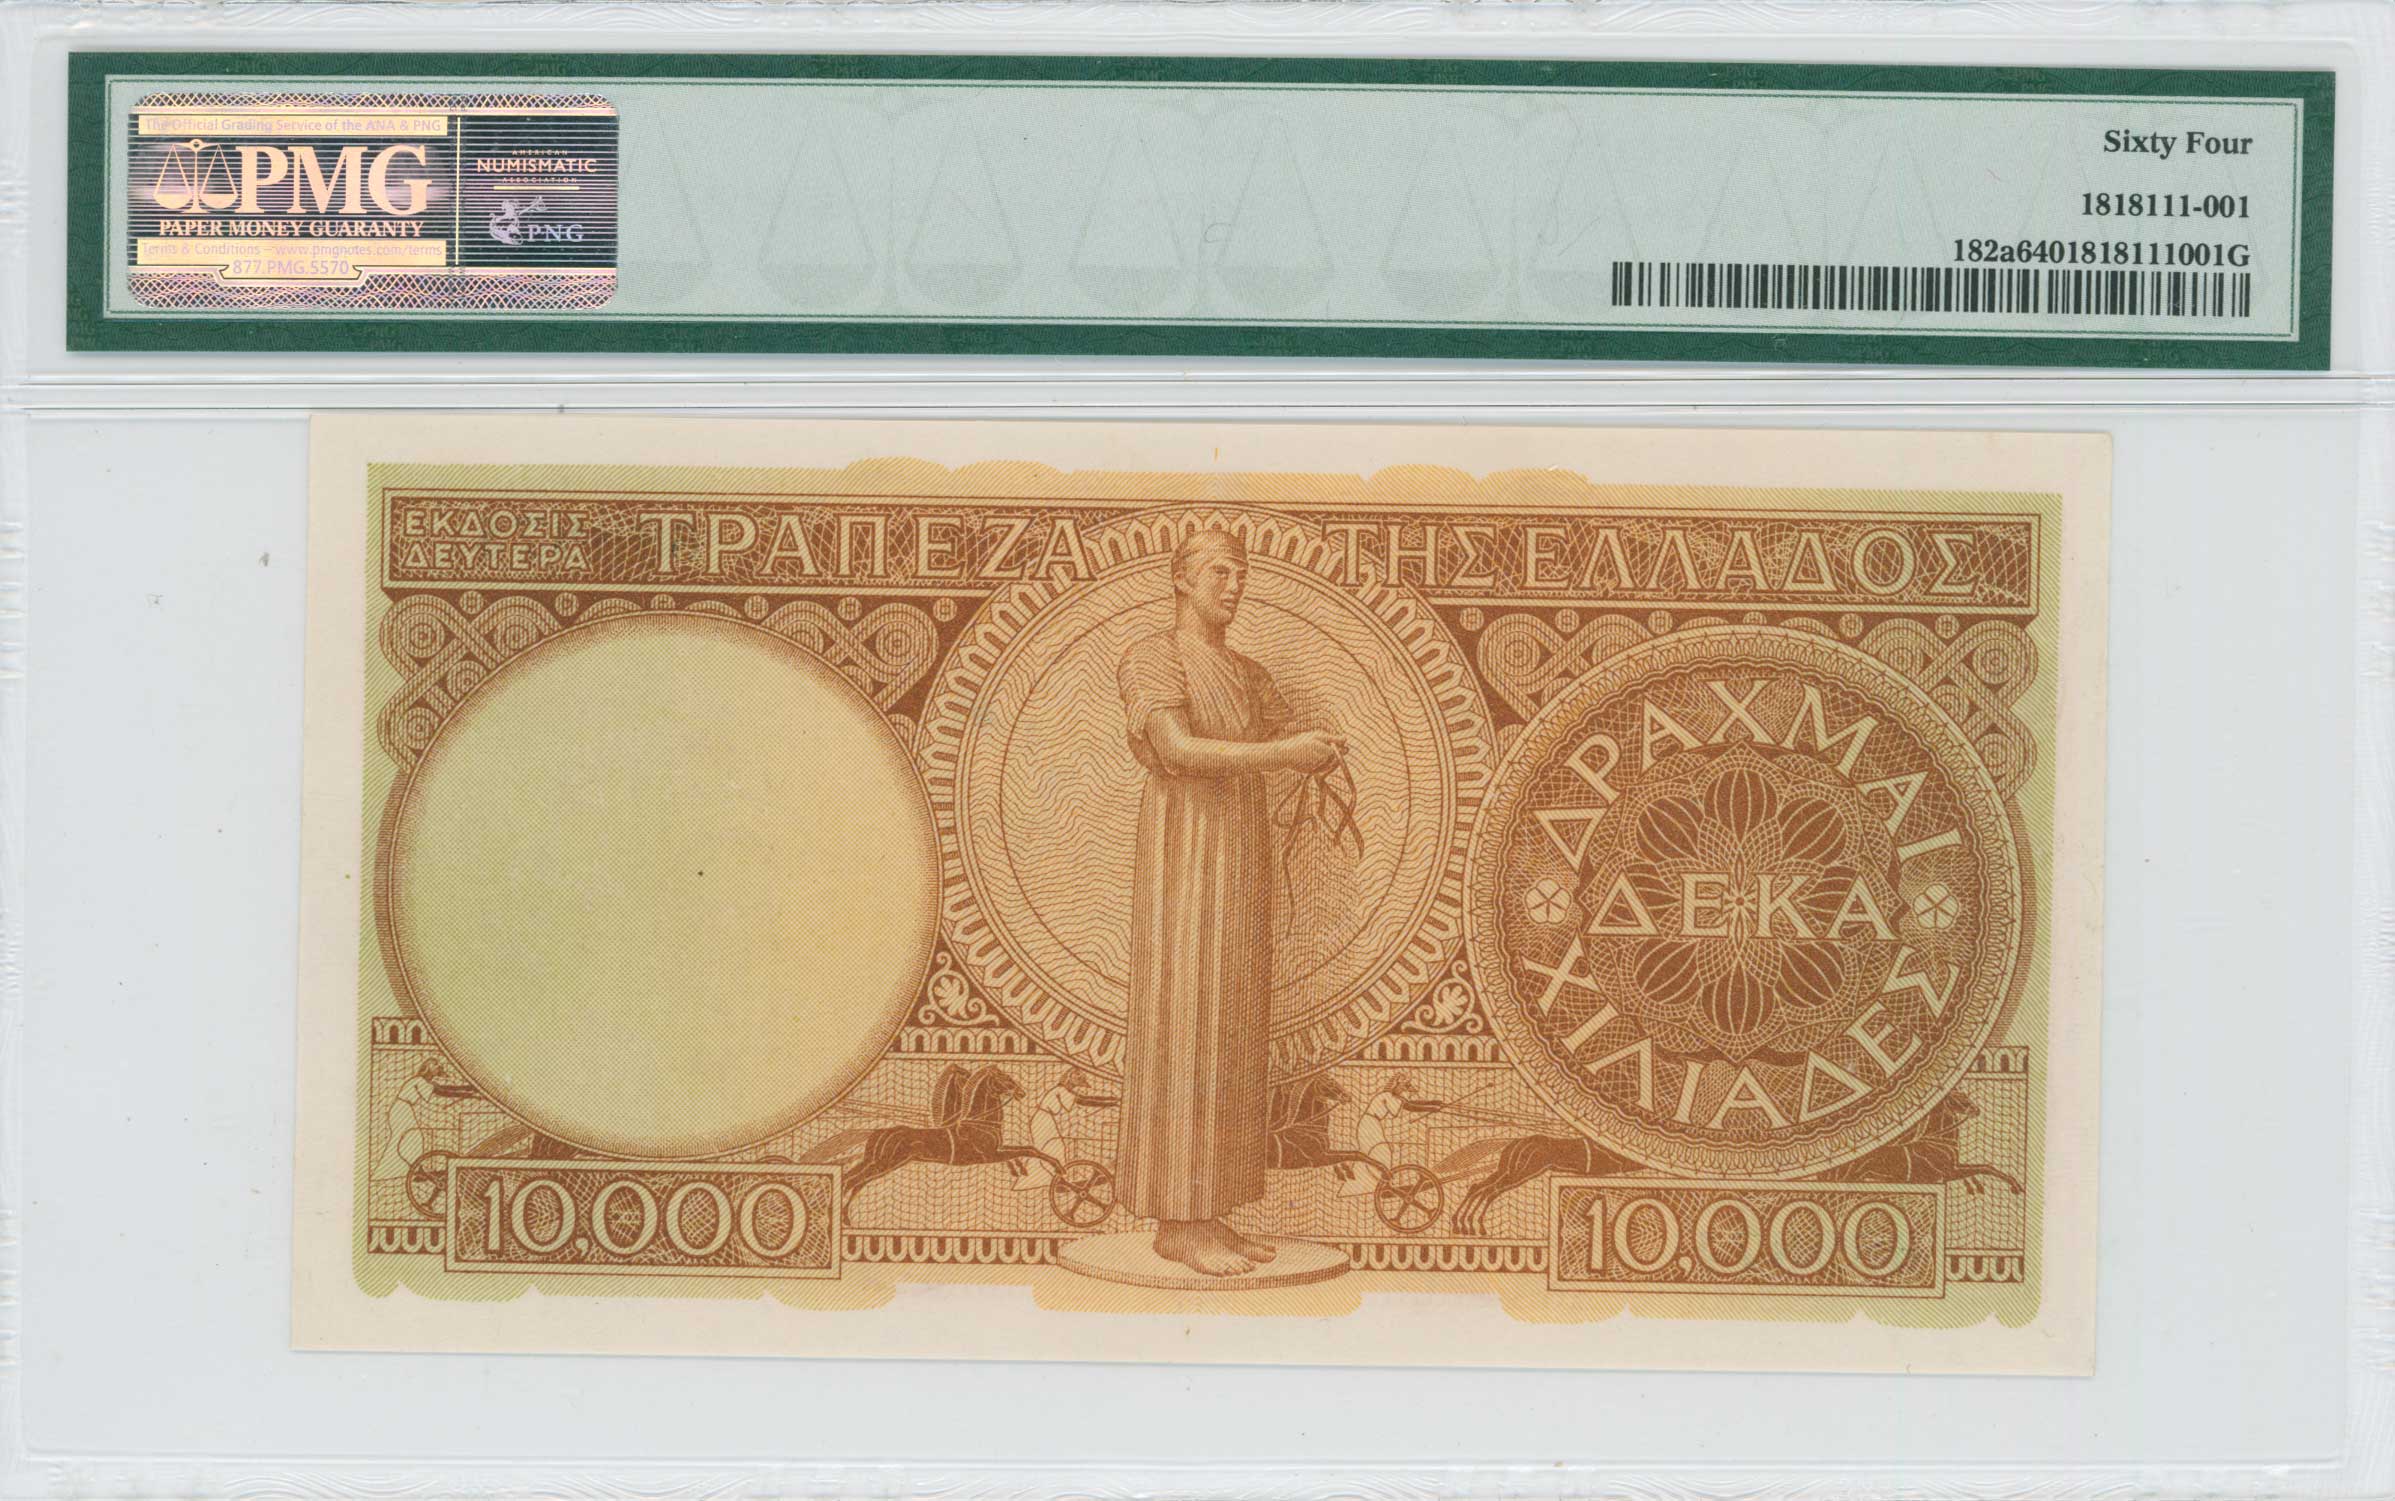 The Official Grading Service of the ANA & PNG
PMG
PAPER MONEY GUARANTY
Terms & Conditions – www.pmgnotes.com/terms
877.PMG.5570
AMERICAN
NUMISMATIC
ASSOCIATION
PNG
Sixty Four
1818111-001
182a6401818111001G
ΕΚΔΟΣΙΣ
ΔΕΥΤΕΡΑ
ΤΡΑΠΕΖΑ ΤΗΣ ΕΛΛΑΔΟΣ
ΔΡΑΧΜΑΙ
ΔΕΚΑ
ΧΙΛΙΑΔΕΣ
10,000
10,000